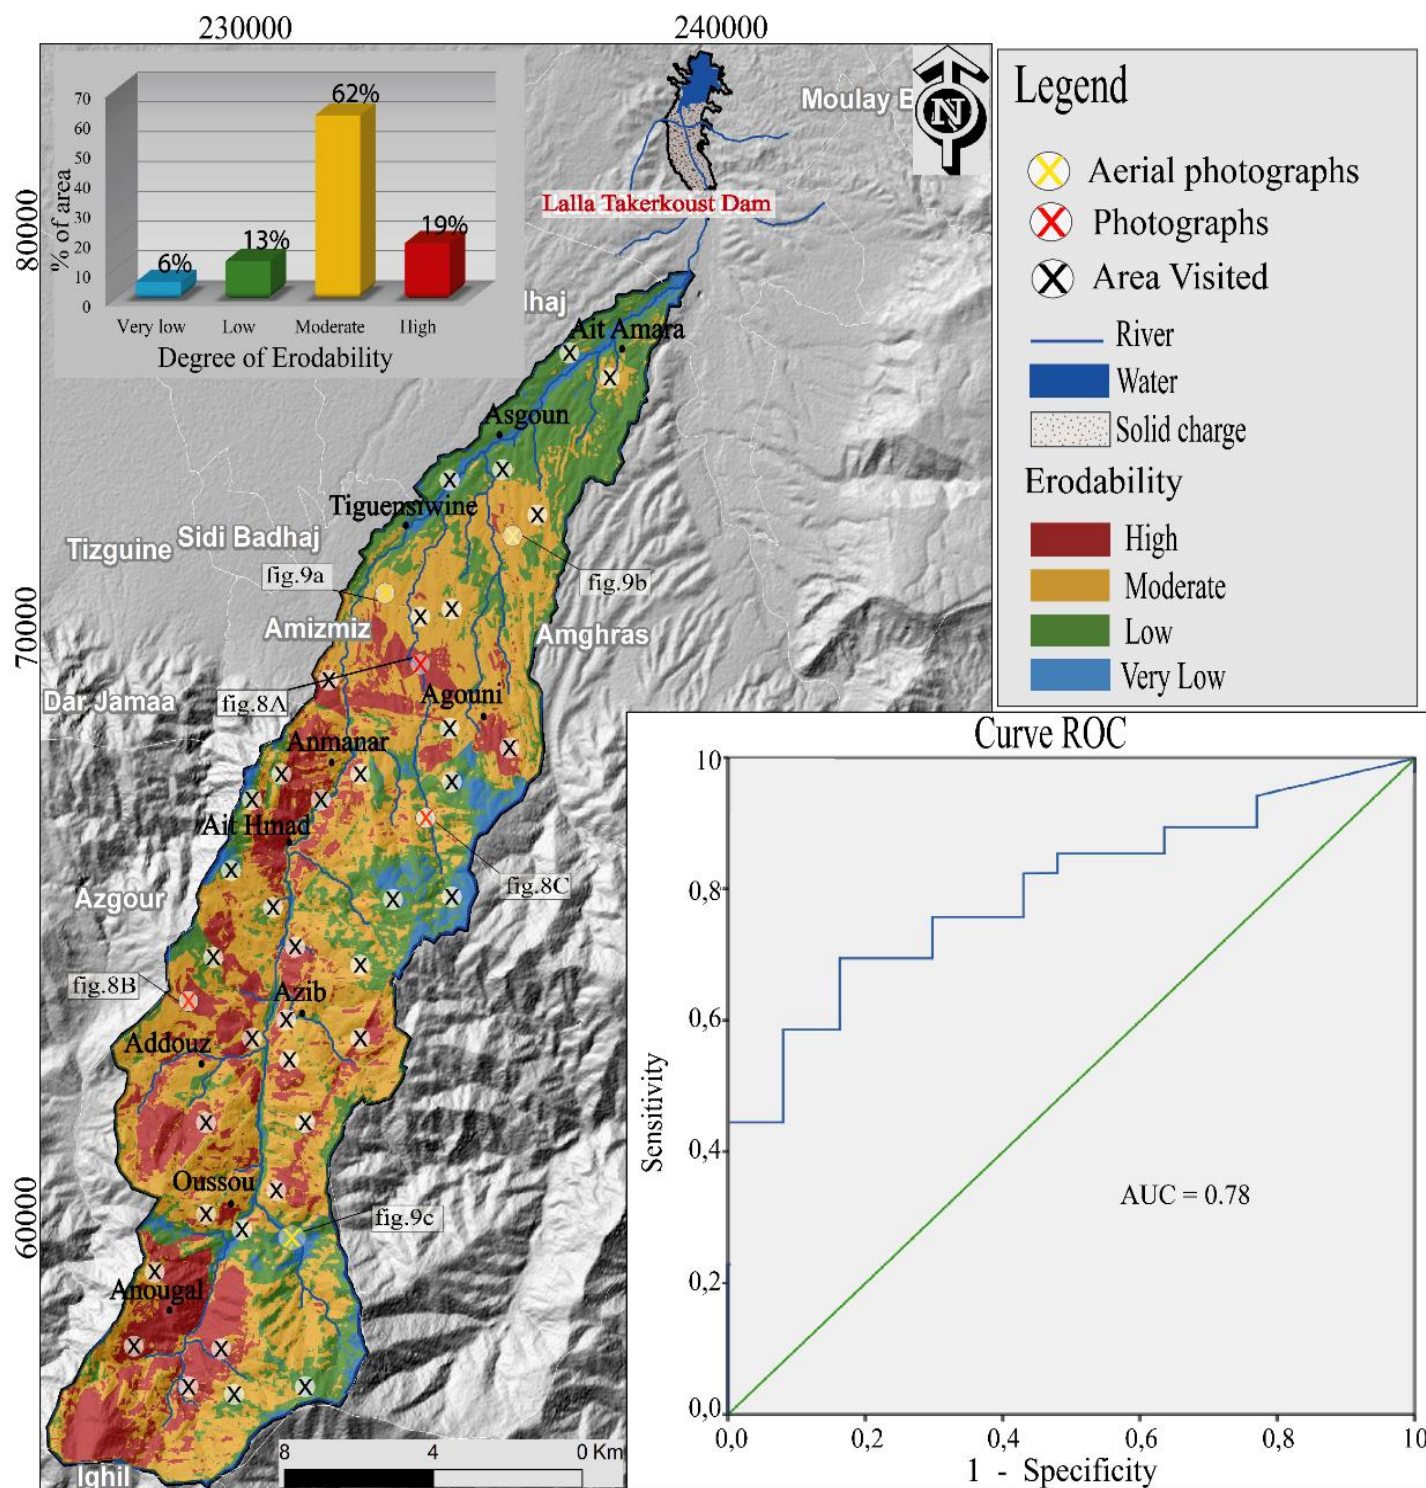 230000
240000
80000
70000
60000
70
60
50
40
30
20
10
0
% of area
6%
13%
62%
19%
Very low
Low
Moderate
High
Degree of Erodability
Moulay B
N
Lalla Takerkoust Dam
lhaj
Ait Amara
Asgoun
Tiguensiwine
Sidi Badhaj
Tizguine
fig.9a
fig.9b
Amizmiz
Amghras
Dar Jamaa
fig.8A
Agouni
Anmanar
Ait Hmad
fig.8C
Azgour
fig.8B
Azib
Addouz
Oussou
fig.9c
Anougal
Ighil
8
4
0 Km
Legend
Aerial photographs
Photographs
Area Visited
River
Water
Solid charge
Erodability
High
Moderate
Low
Very Low
Curve ROC
10
0,8
0,6
0,4
0,2
0,0
Sensitivity
AUC = 0.78
0,0
0,2
0,4
0,6
0,8
10
1 - Specificity